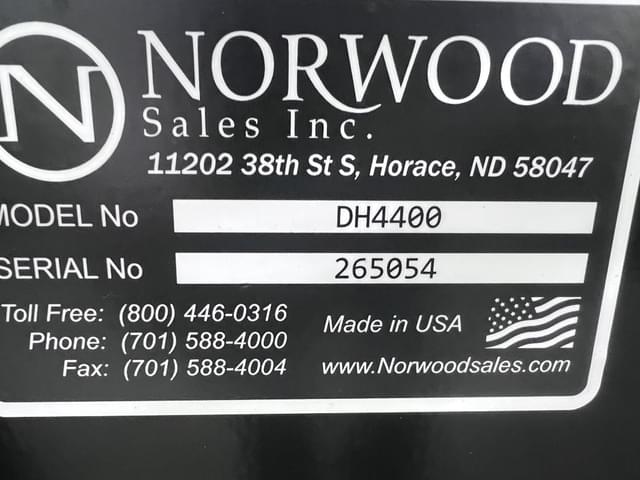 N NORWOOD
Sales Inc.
11202 38th St S, Horace, ND 58047
MODEL No DH4400
SERIAL No 265054
Toll Free: (800) 446-0316
Phone: (701) 588-4000
Fax: (701) 588-4004
Made in USA
www.Norwoodsales.com